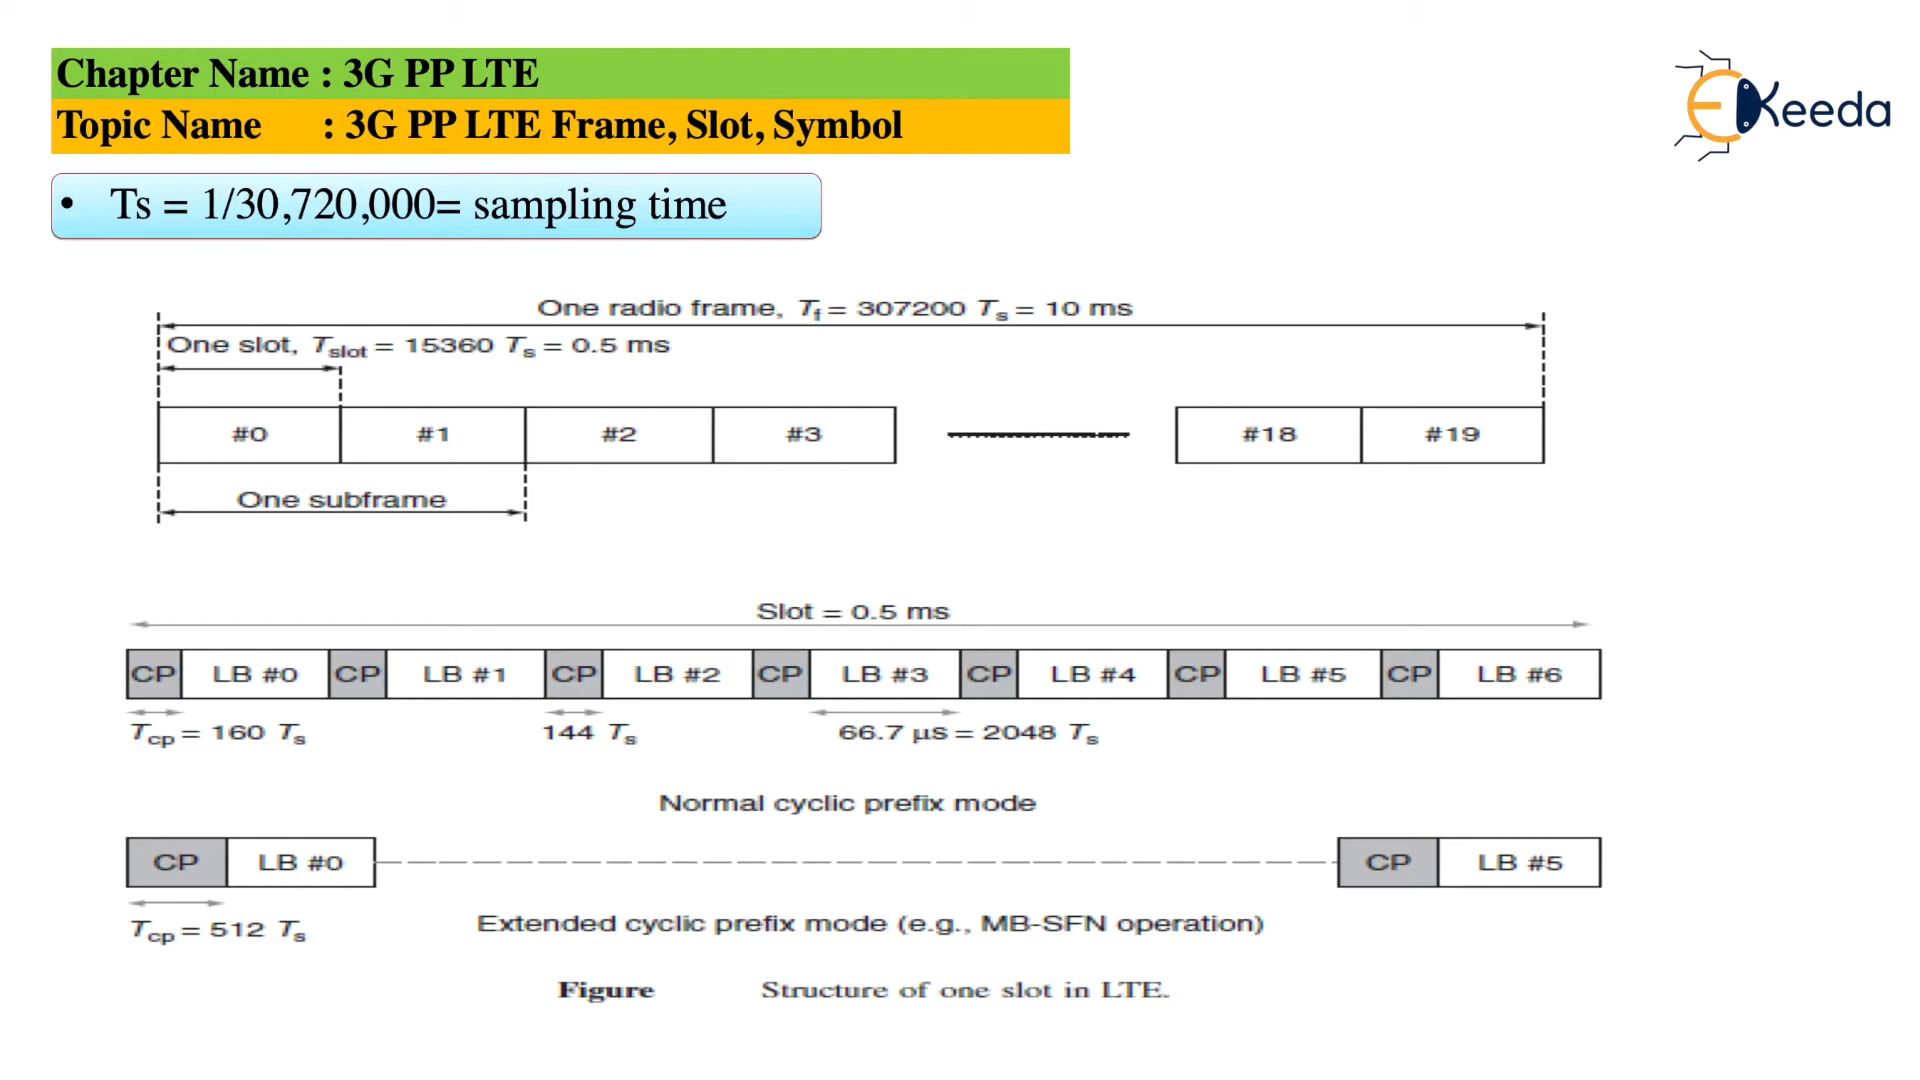 Chapter Name : 3G PP LTE
Topic Name : 3G PP LTE Frame, Slot, Symbol
EKeeda
• Ts = 1/30,720,000= sampling time
One radio frame, Tf = 307200 Ts = 10 ms
One slot, Tslot = 15360 Ts = 0.5 ms
#0 #1 #2 #3 #18 #19
One subframe
Slot = 0.5 ms
CP LB #0 CP LB #1 CP LB #2 CP LB #3 CP LB #4 CP LB #5 CP LB #6
Tcp = 160 Ts 144 Ts 66.7 μs = 2048 Ts
Normal cyclic prefix mode
CP LB #0 CP LB #5
Tcp = 512 Ts Extended cyclic prefix mode (e.g., MB-SFN operation)
Figure Structure of one slot in LTE.